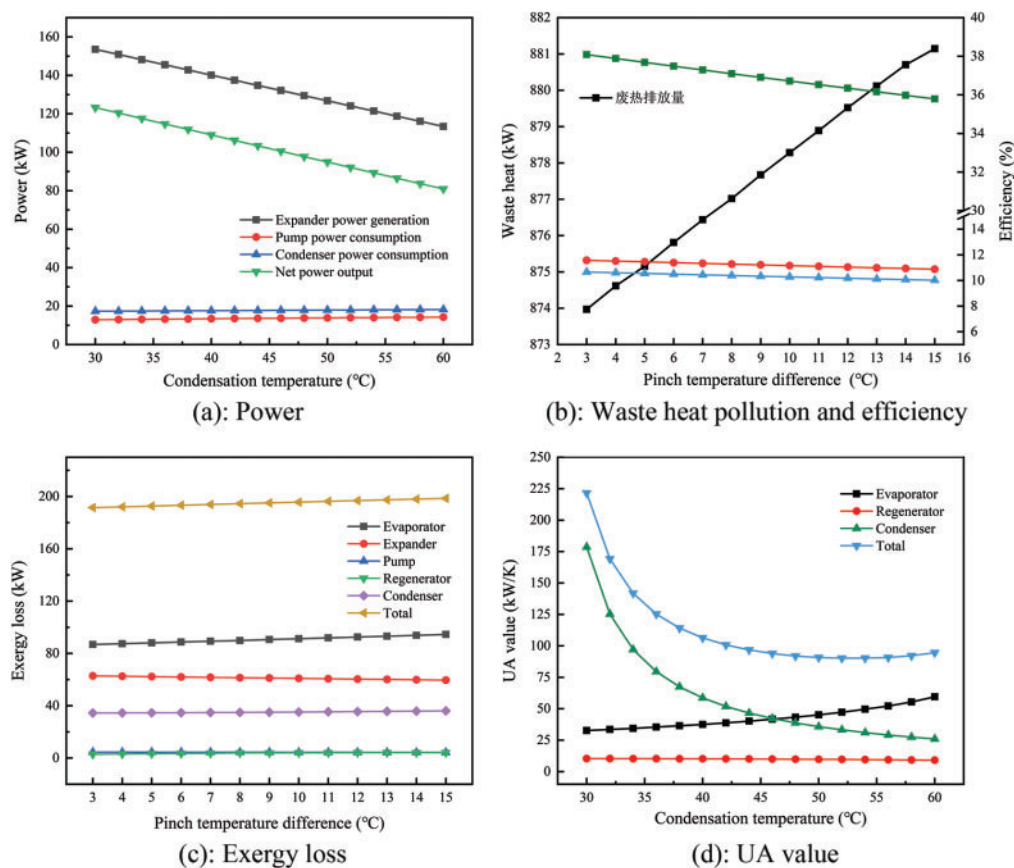 160
140
120
100
80
60
40
20
0
Power (kW)
Expander power generation
Pump power consumption
Condenser power consumption
Net power output
30 35 40 45 50 55 60
Condensation temperature (℃)
(a): Power
882
881
880
879
878
877
876
875
874
873
Waste heat (kW)
废热排放量
40
38
36
34
32
30
14
12
10
8
6
Efficiency (%)
2 3 4 5 6 7 8 9 10 11 12 13 14 15 16
Pinch temperature difference (℃)
(b): Waste heat pollution and efficiency
200
160
120
80
40
0
Exergy loss (kW)
Evaporator
Expander
Pump
Regenerator
Condenser
Total
3 4 5 6 7 8 9 10 11 12 13 14 15
Pinch temperature difference (℃)
(c): Exergy loss
250
225
200
175
150
125
100
75
50
25
0
UA value (kW/K)
Evaporator
Regenerator
Condenser
Total
30 35 40 45 50 55 60
Condensation temperature (℃)
(d): UA value